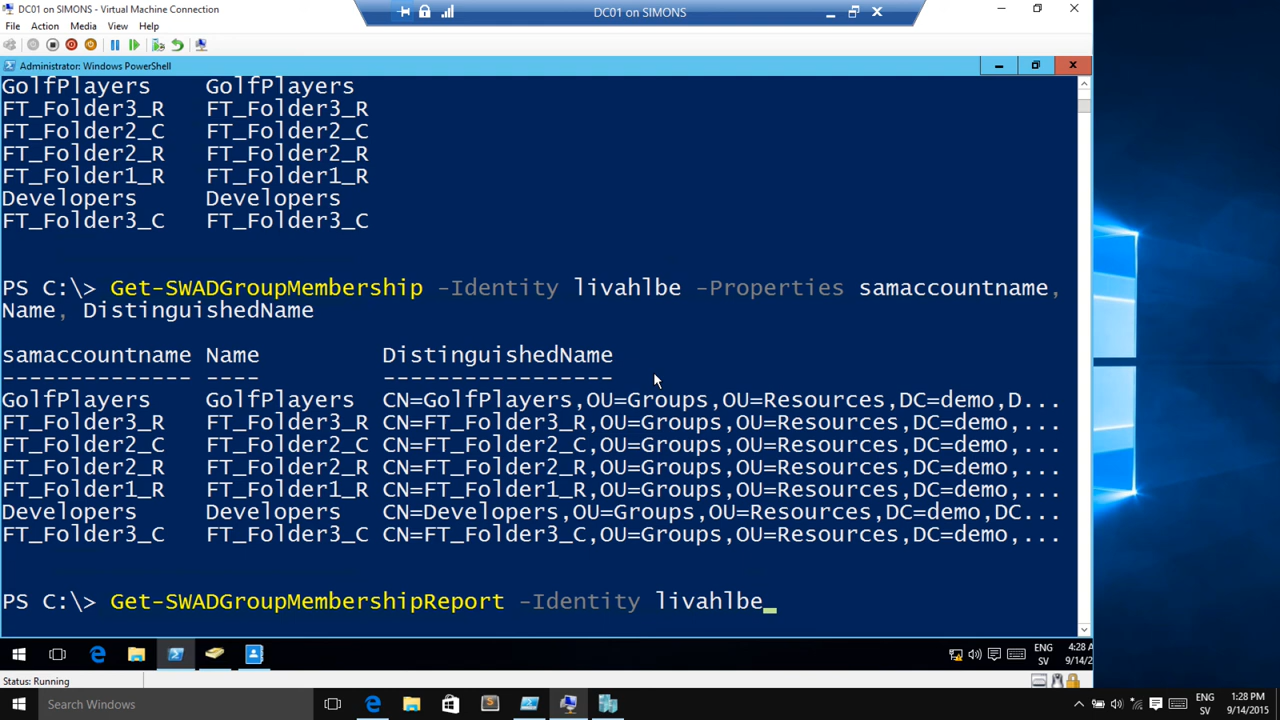 DC01 on SIMONS - Virtual Machine Connection
DC01 on SIMONS
File Action Media View Help
Administrator: Windows PowerShell
GolfPlayers GolfPlayers
FT_Folder3_R FT_Folder3_R
FT_Folder2_C FT_Folder2_C
FT_Folder2_R FT_Folder2_R
FT_Folder1_R FT_Folder1_R
Developers Developers
FT_Folder3_C FT_Folder3_C
PS C:\> Get-SWADGroupMembership -Identity livahlbe -Properties samaccountname,
Name, DistinguishedName
samaccountname Name DistinguishedName
-------------- ---- -----------------
GolfPlayers GolfPlayers CN=GolfPlayers,OU=Groups,OU=Resources,DC=demo,D...
FT_Folder3_R FT_Folder3_R CN=FT_Folder3_R,OU=Groups,OU=Resources,DC=demo,...
FT_Folder2_C FT_Folder2_C CN=FT_Folder2_C,OU=Groups,OU=Resources,DC=demo,...
FT_Folder2_R FT_Folder2_R CN=FT_Folder2_R,OU=Groups,OU=Resources,DC=demo,...
FT_Folder1_R FT_Folder1_R CN=FT_Folder1_R,OU=Groups,OU=Resources,DC=demo,...
Developers Developers CN=Developers,OU=Groups,OU=Resources,DC=demo,DC...
FT_Folder3_C FT_Folder3_C CN=FT_Folder3_C,OU=Groups,OU=Resources,DC=demo,...
PS C:\> Get-SWADGroupMembershipReport -Identity livahlbe
ENG 4:28 A
SV 9/14/2
Status: Running
Search Windows
ENG 1:28 PM
SV 9/14/2015